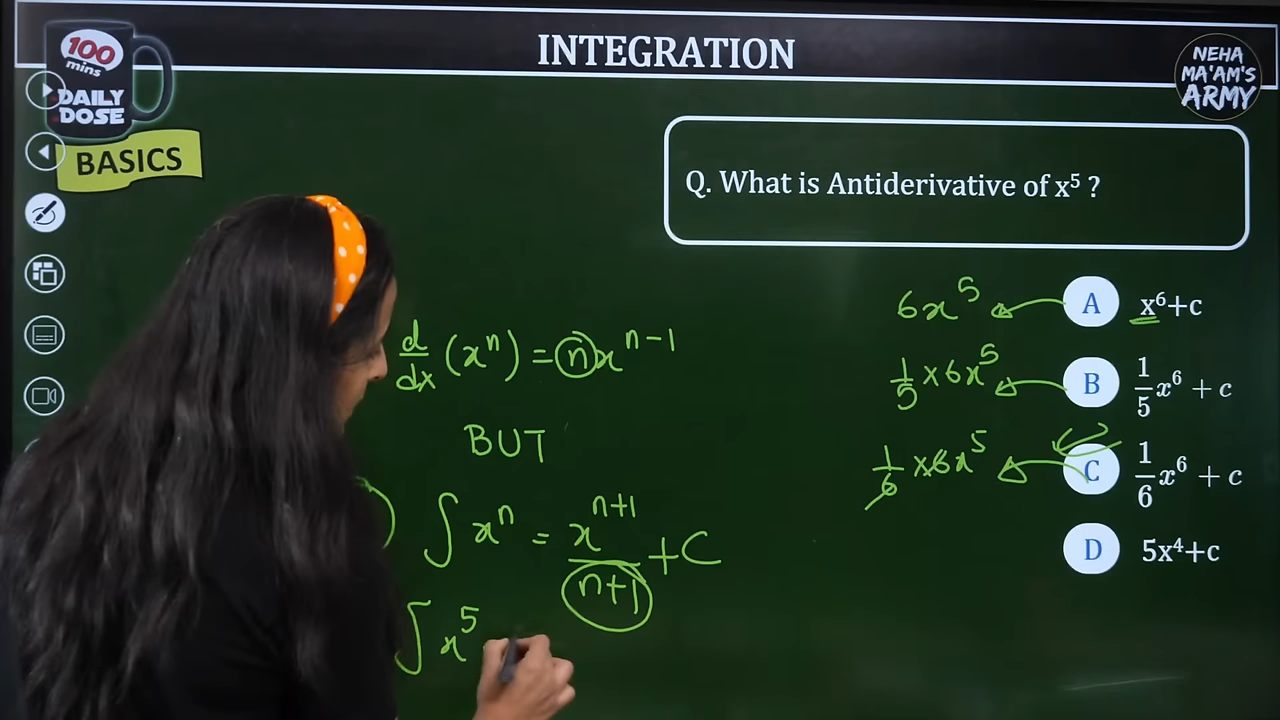 INTEGRATION
100
mins
DAILY
DOSE
NEHA
MA'AM'S
ARMY
BASICS
Q. What is Antiderivative of x⁵ ?
A x⁶+c
6x⁵
B 1/5 x⁶ + c
1/5 × 6x⁵
C 1/6 x⁶ + c
1/6 × 6x⁵
D 5x⁴+c
d/dx (xⁿ) = n xⁿ⁻¹
BUT
∫ xⁿ = xⁿ⁺¹/(n+1) + C
∫ x⁵